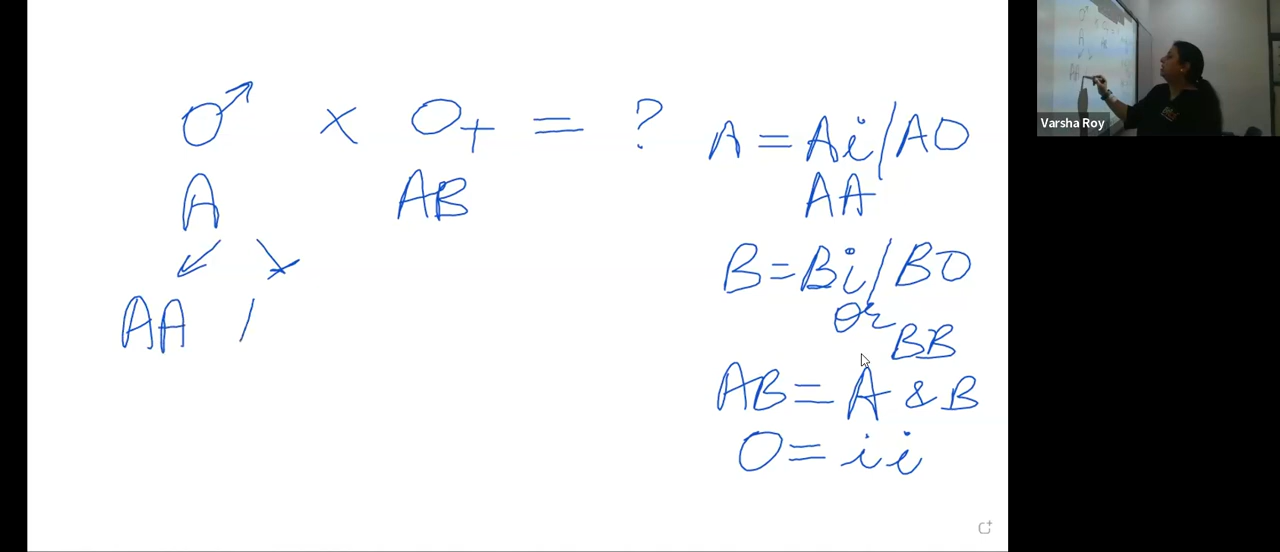 ♂ × ♀ = ?
A AB
AA /
A = Ai/AO
AA
B = Bi/BO
or
BB
AB = A & B
O = ii
Varsha Roy